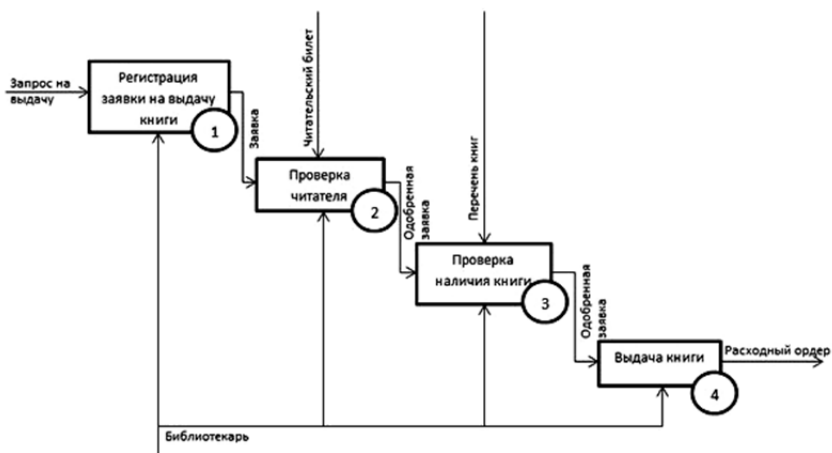 Запрос на
выдачу
Регистрация
заявки на выдачу
книги
1
Заявка
Читательский билет
Проверка
читателя
2
Одобренная
заявка
Перечень книг
Проверка
наличия книги
3
Одобренная
заявка
Выдача книги
4
Расходный ордер
Библиотекарь